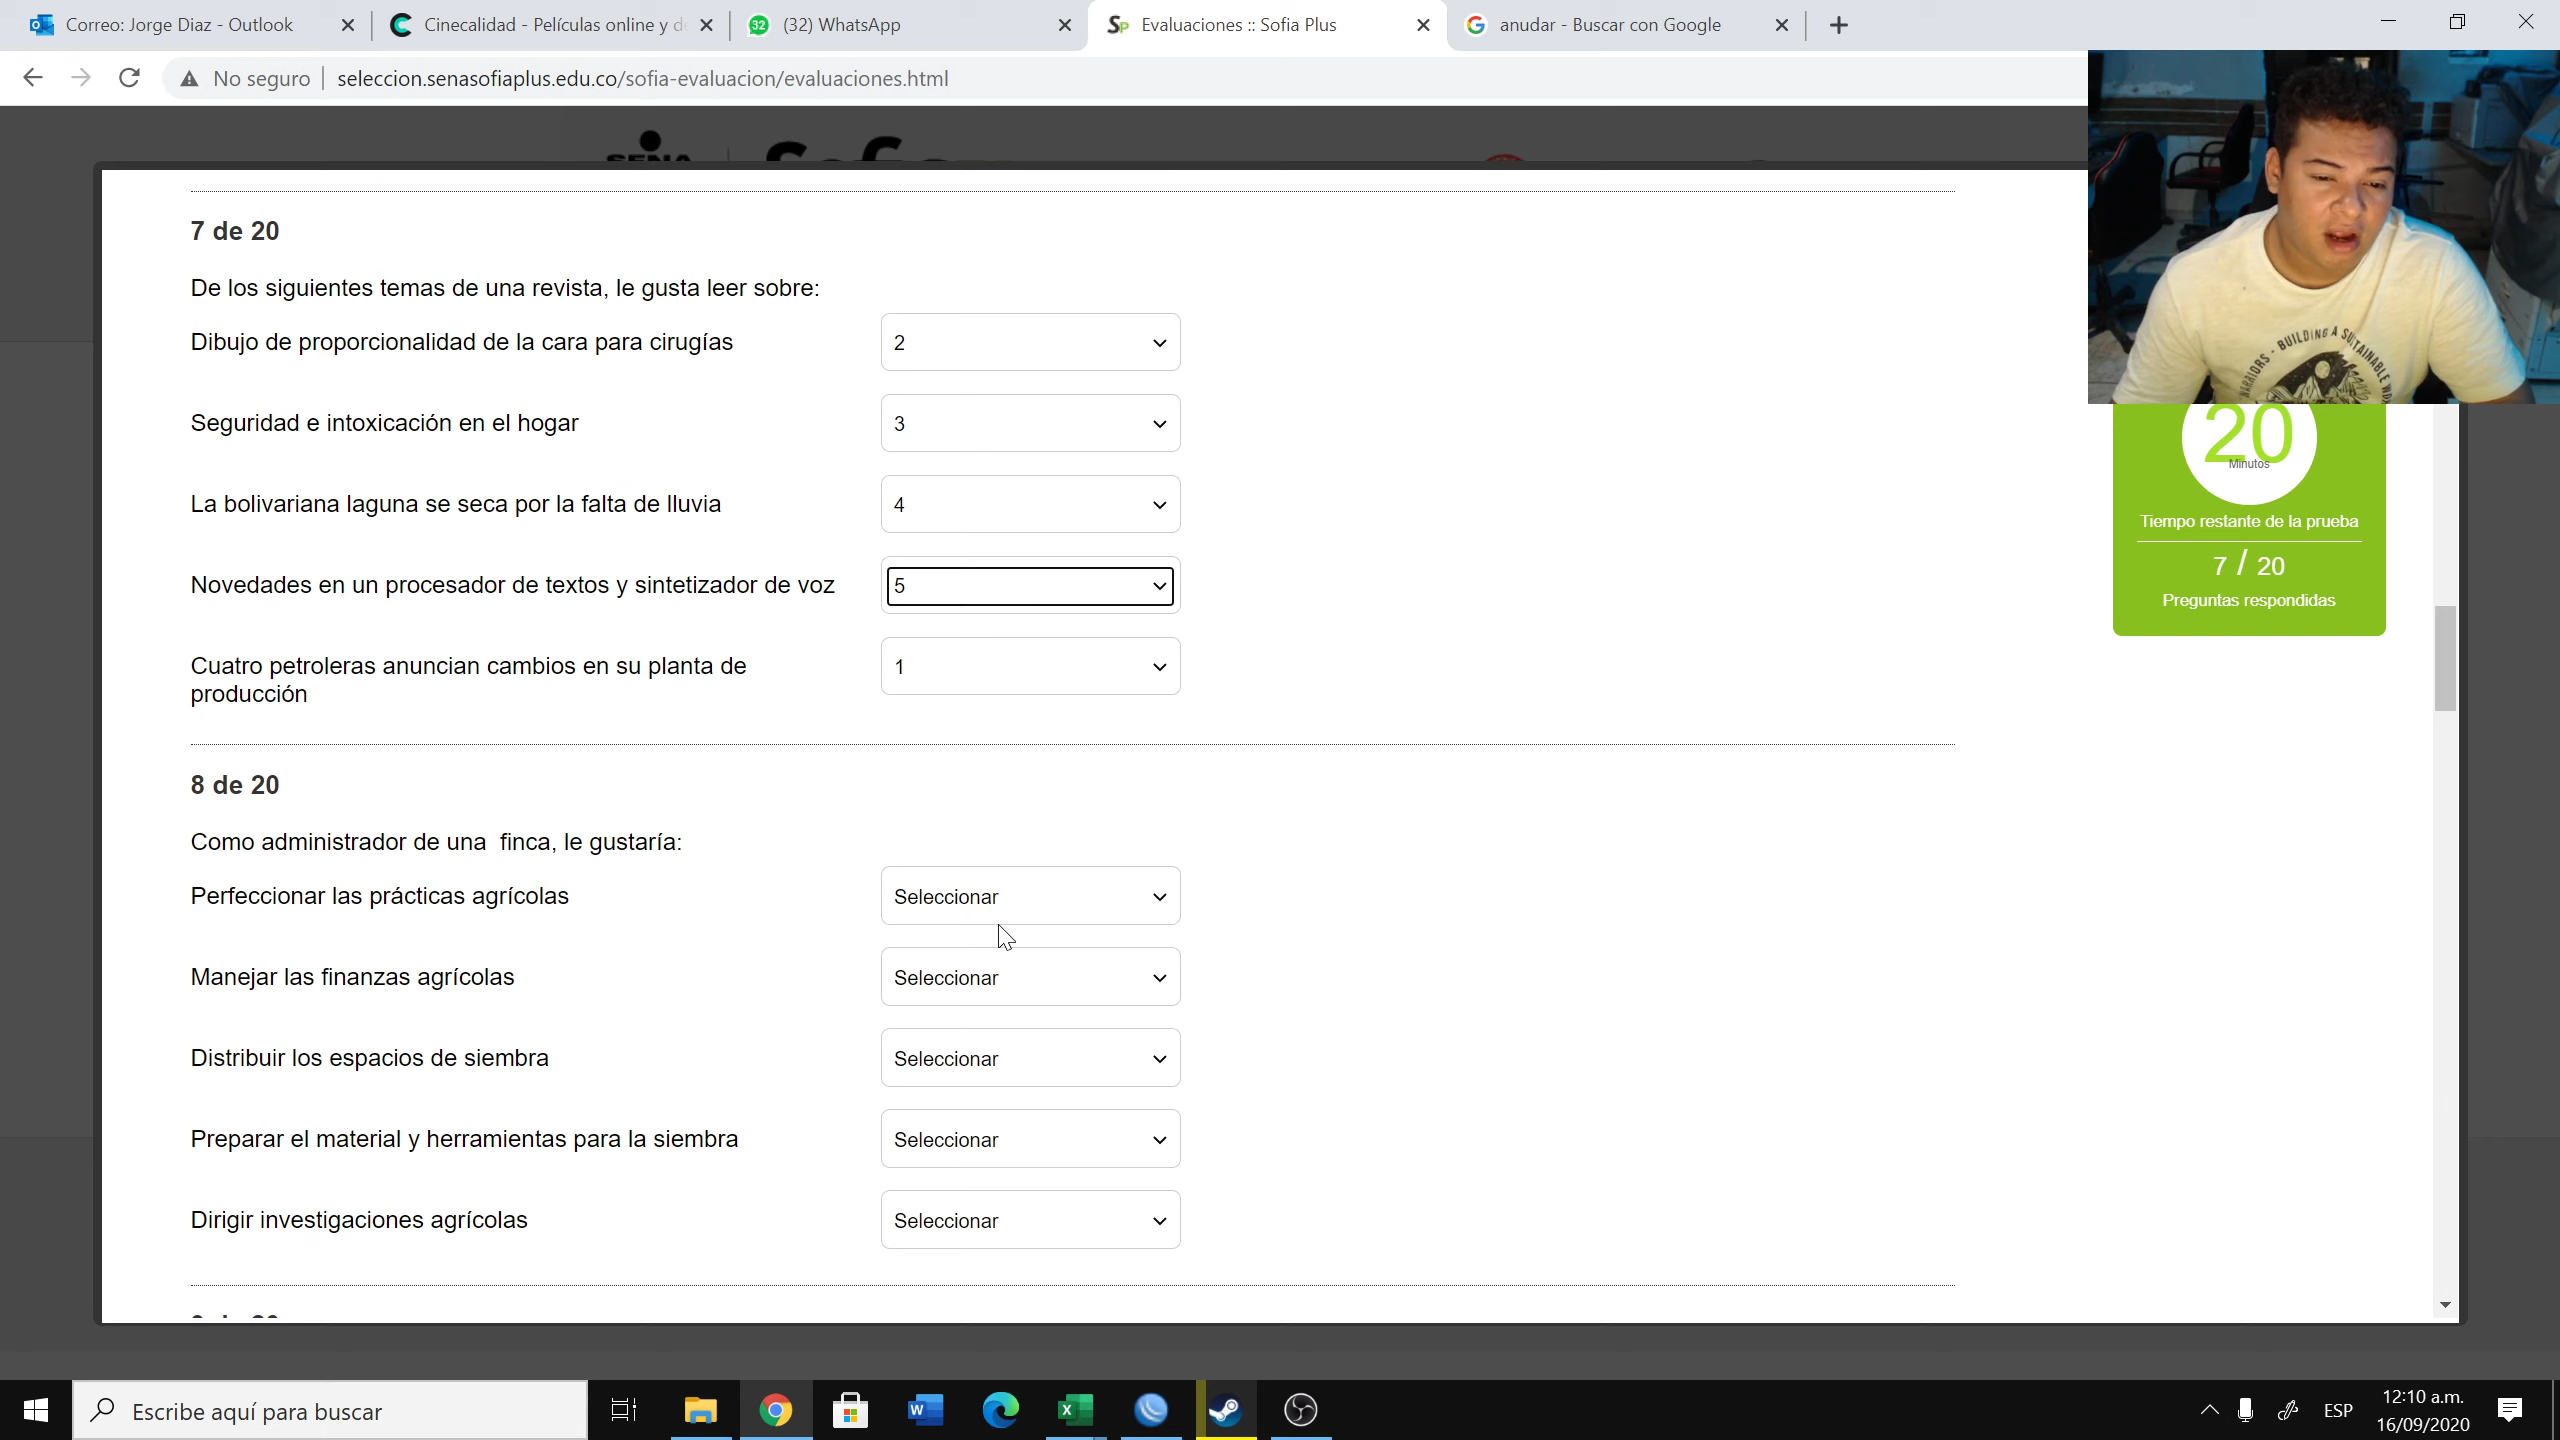 Correo: Jorge Diaz - Outlook
Cinecalidad - Películas online y de
32
(32) WhatsApp
Sp
Evaluaciones :: Sofia Plus
anudar - Buscar con Google
No seguro
seleccion.senasofiaplus.edu.co/sofia-evaluacion/evaluaciones.html
7 de 20
De los siguientes temas de una revista, le gusta leer sobre:
Dibujo de proporcionalidad de la cara para cirugías
2
Seguridad e intoxicación en el hogar
3
La bolivariana laguna se seca por la falta de lluvia
4
Novedades en un procesador de textos y sintetizador de voz
5
Cuatro petroleras anuncian cambios en su planta de
producción
1
8 de 20
Como administrador de una  finca, le gustaría:
Perfeccionar las prácticas agrícolas
Seleccionar
Manejar las finanzas agrícolas
Seleccionar
Distribuir los espacios de siembra
Seleccionar
Preparar el material y herramientas para la siembra
Seleccionar
Dirigir investigaciones agrícolas
Seleccionar
BUILDING A SUSTAINABLE
20
Minutos
Tiempo restante de la prueba
7 / 20
Preguntas respondidas
Escribe aquí para buscar
ESP
12:10 a.m.
16/09/2020